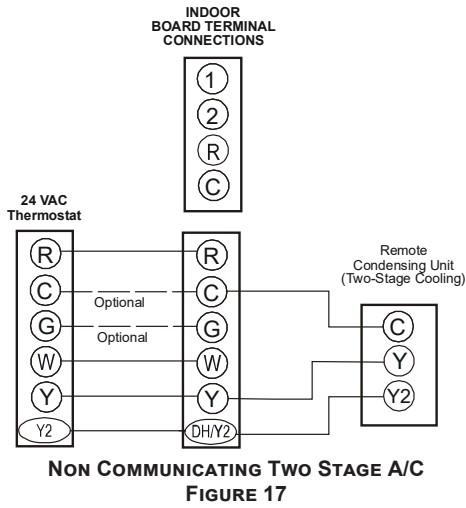 INDOOR
BOARD TERMINAL
CONNECTIONS
1
2
R
C
24 VAC
Thermostat
R
C
G
W
Y
Y2
Optional
Optional
R
C
G
W
Y
DH/Y2
Remote
Condensing Unit
(Two-Stage Cooling)
C
Y
Y2
NON COMMUNICATING TWO STAGE A/C
FIGURE 17